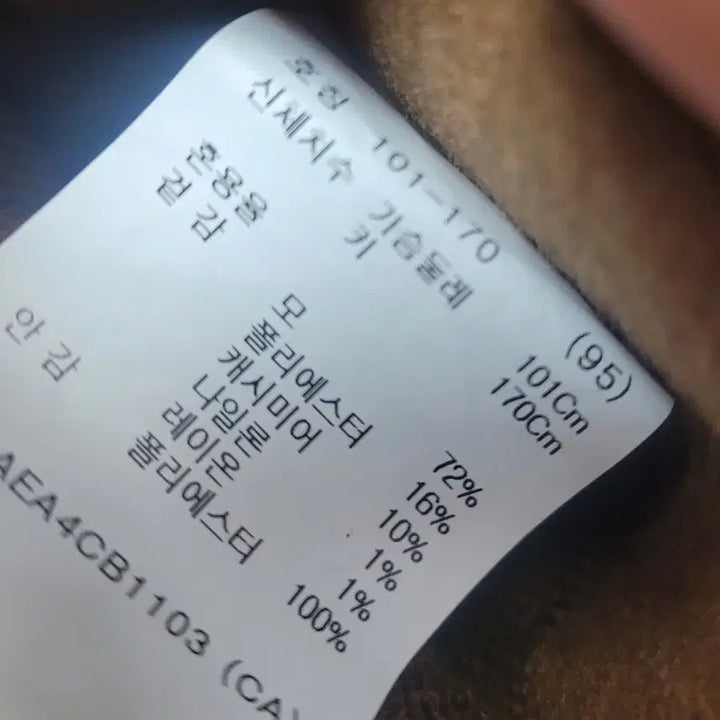 호칭 101-170 (95)
신체치수 가슴둘레 101Cm
키 170Cm
혼용율
겉감 모 72%
폴리에스터 16%
캐시미어 10%
나일론 1%
레이온 1%
안감 폴리에스터 100%
AEA4CB1103 (CA)